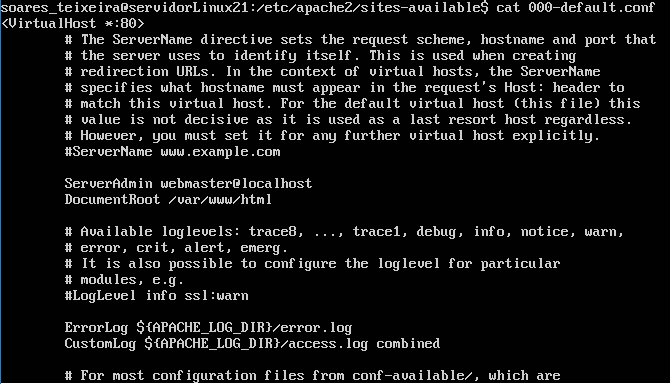 soares_teixeira@servidorLinux21:/etc/apache2/sites-available$ cat 000-default.conf
<VirtualHost *:80>
# The ServerName directive sets the request scheme, hostname and port that
# the server uses to identify itself. This is used when creating
# redirection URLs. In the context of virtual hosts, the ServerName
# specifies what hostname must appear in the request's Host: header to
# match this virtual host. For the default virtual host (this file) this
# value is not decisive as it is used as a last resort host regardless.
# However, you must set it for any further virtual host explicitly.
#ServerName www.example.com
ServerAdmin webmaster@localhost
DocumentRoot /var/www/html
# Available loglevels: trace8, ..., trace1, debug, info, notice, warn,
# error, crit, alert, emerg.
# It is also possible to configure the loglevel for particular
# modules, e.g.
#LogLevel info ssl:warn
ErrorLog ${APACHE_LOG_DIR}/error.log
CustomLog ${APACHE_LOG_DIR}/access.log combined
# For most configuration files from conf-available/, which are